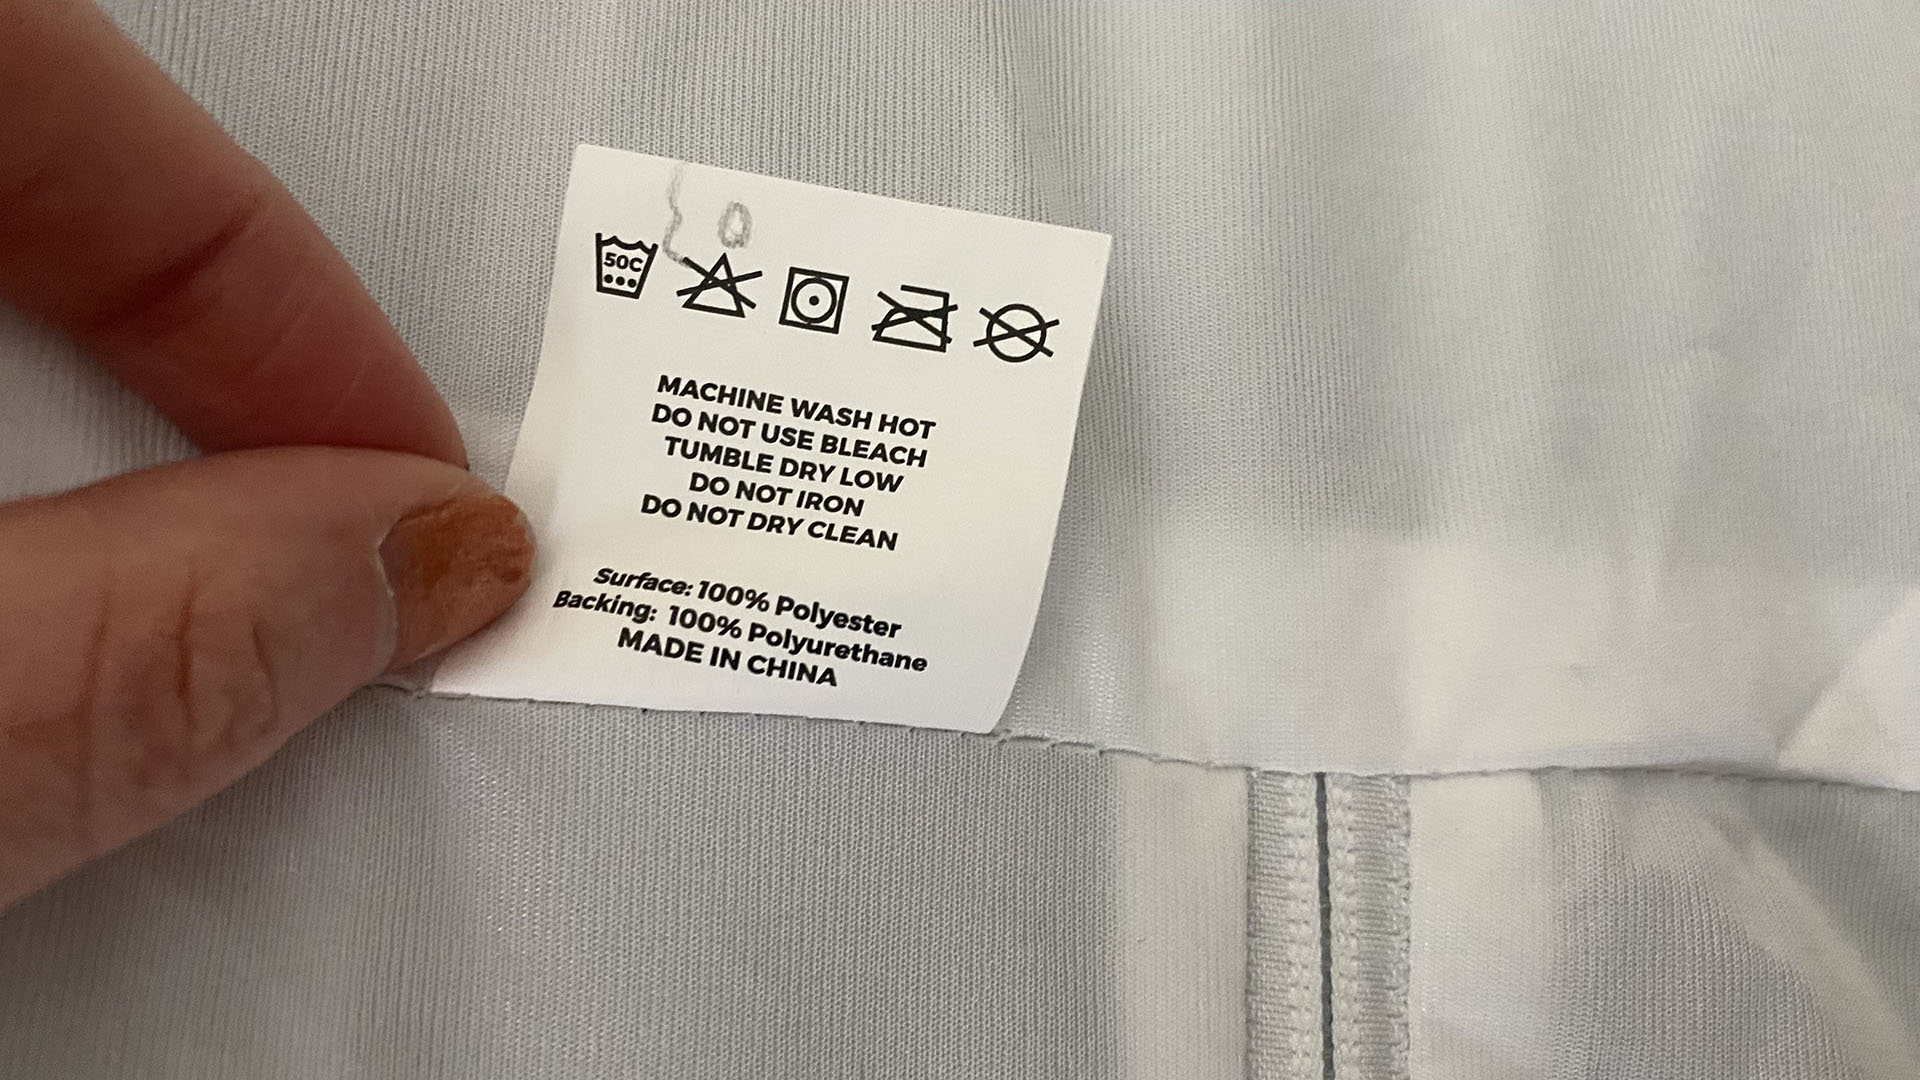 50C
MACHINE WASH HOT
DO NOT USE BLEACH
TUMBLE DRY LOW
DO NOT IRON
DO NOT DRY CLEAN
Surface: 100% Polyester
Backing: 100% Polyurethane
MADE IN CHINA